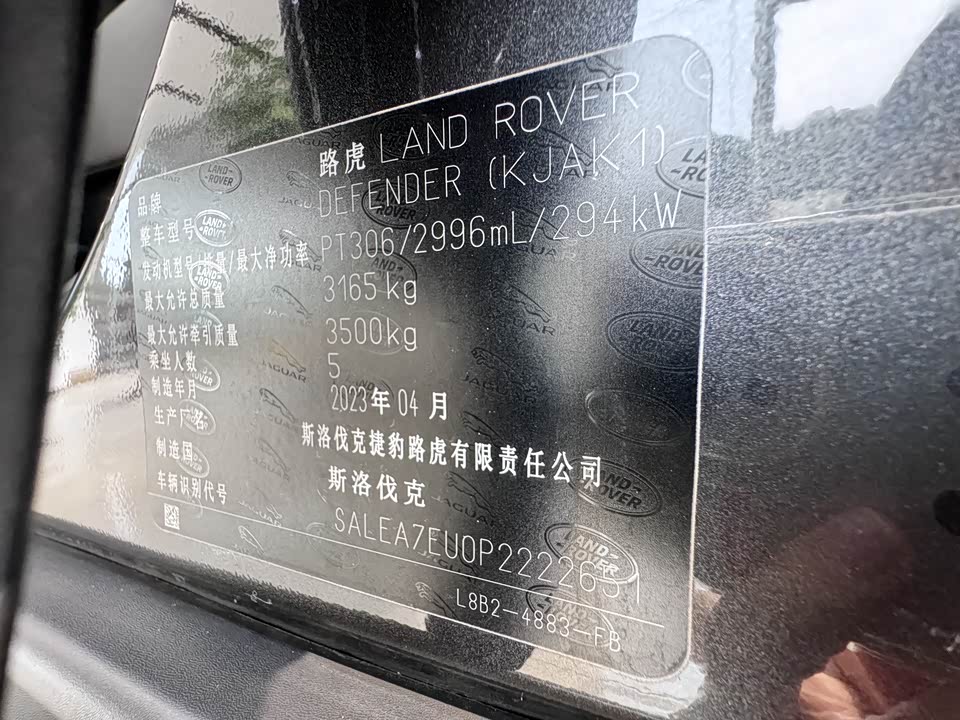 品牌 路虎 LAND ROVER
整车型号 DEFENDER (KJAK1)
发动机型号/排量/最大净功率 PT306/2996mL/294kW
最大允许总质量 3165kg
最大允许牵引质量 3500kg
乘坐人数 5
制造年月 2023年04月
生产厂名 斯洛伐克捷豹路虎有限责任公司
制造国 斯洛伐克
车辆识别代号 SALEA7EU0P2222651
L8B2-4883-FB